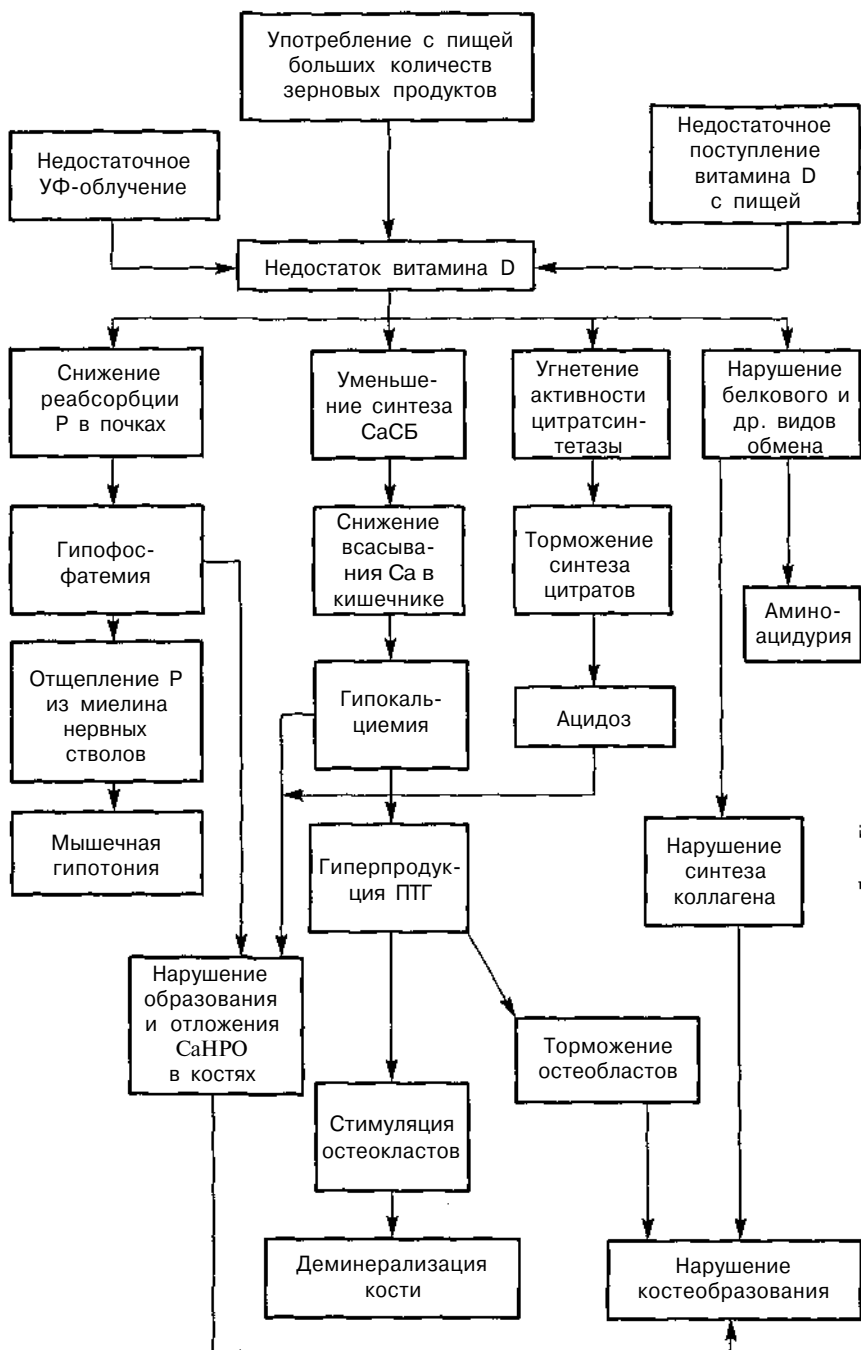 Употребление с пищей
больших количеств
зерновых продуктов
Недостаточное
УФ-облучение
Недостаточное
поступление
витамина D
с пищей
Недостаток витамина D
Снижение
реабсорбции
Р в почках
Уменьше-
ние синтеза
СаСБ
Угнетение
активности
цитратсин-
тетазы
Нарушение
белкового и
др. видов
обмена
Гипофос-
фатемия
Снижение
всасыва-
ния Са в
кишечнике
Торможение
синтеза
цитратов
Амино-
ацидурия
Отщепление Р
из миелина
нервных
стволов
Гипокаль-
циемия
Ацидоз
Мышечная
гипотония
Гиперпродук-
ция ПТГ
Нарушение
синтеза
коллагена
Нарушение
образования
и отложения
СаНРО
в костях
Торможение
остеобластов
Стимуляция
остеокластов
Деминерализация
кости
Нарушение
костеобразования